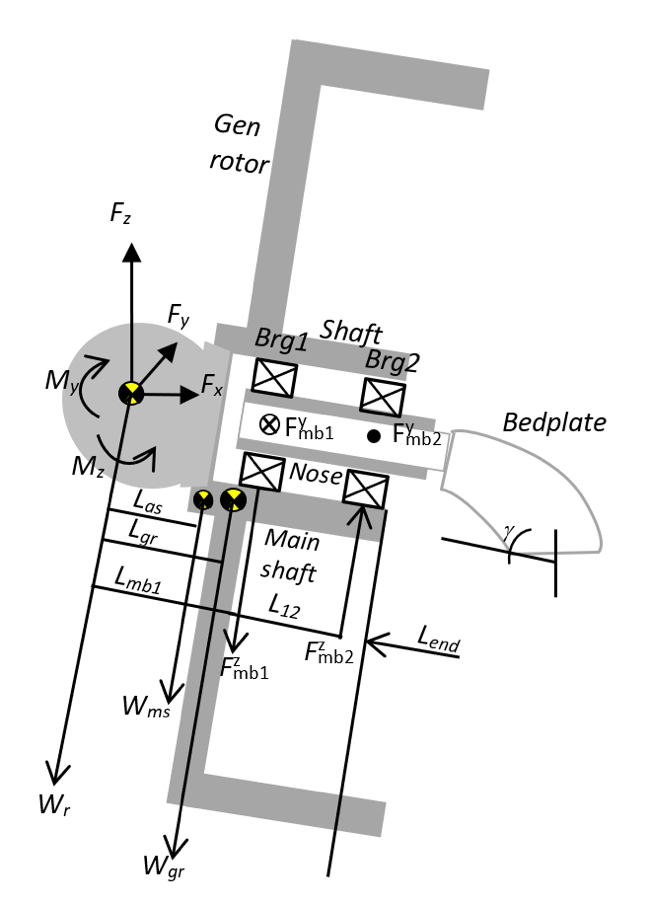 Gen
rotor
Fz
Fy
Shaft
Brg1
Brg2
My
Fx
Bedplate
Fymb1
Fymb2
Mz
Nose
Las
γ
Lgr
Main
shaft
Lmb1
L12
Lend
Fzmb1
Fzmb2
Wms
Wr
Wgr